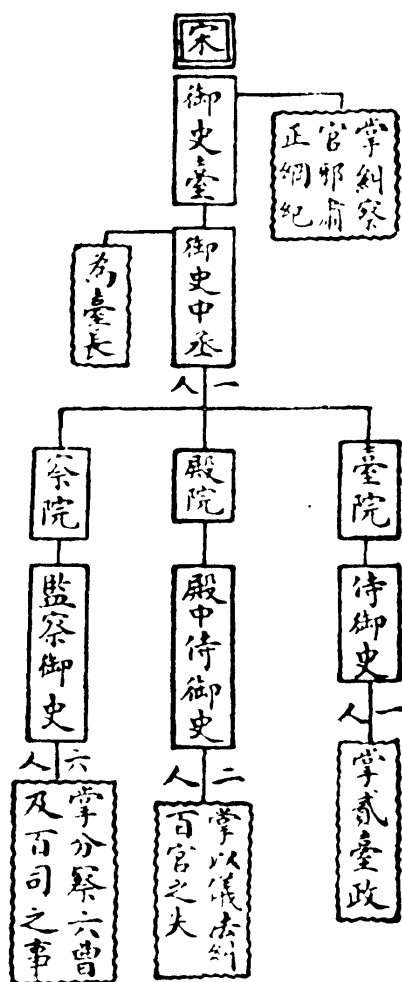 宋
御史臺
掌糾察
官邪肅
正綱紀
御史中丞
為臺長
一人
臺院
殿院
察院
侍御史
殿中侍御史
監察御史
一人
二人
六人
掌貳臺政
掌以儀法糾
百官之失
掌分察六曹
及百司之事